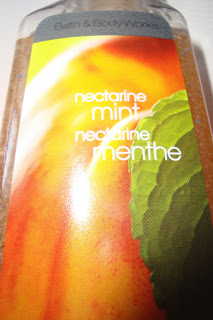 Bath & Body Works
nectarine
mint
nectarine
menthe